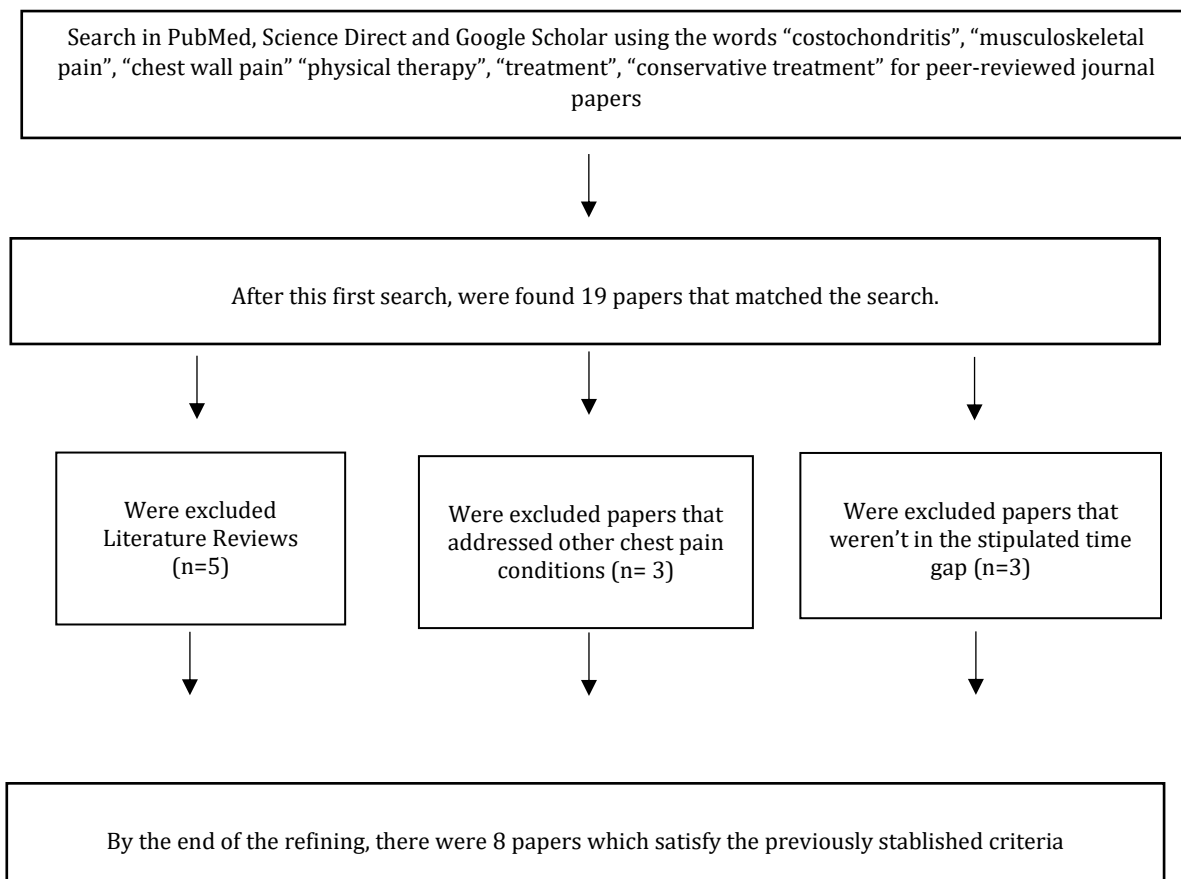 Search in PubMed, Science Direct and Google Scholar using the words “costochondritis”, “musculoskeletal
pain”, “chest wall pain” “physical therapy”, “treatment”, “conservative treatment” for peer-reviewed journal
papers
After this first search, were found 19 papers that matched the search.
Were excluded
Literature Reviews
(n=5)
Were excluded papers that
addressed other chest pain
conditions (n= 3)
Were excluded papers that
weren’t in the stipulated time
gap (n=3)
By the end of the refining, there were 8 papers which satisfy the previously stablished criteria